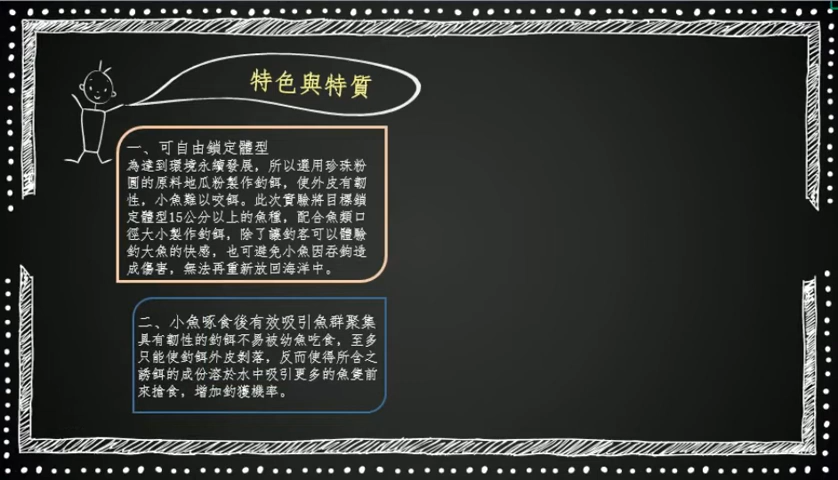 特色與特質
一、可自由鎖定體型
為達到環境永續發展，所以選用珍珠粉
圓的原料地瓜粉製作釣餌，使外皮有韌
性，小魚難以咬餌。此次實驗將目標鎖
定體型15公分以上的魚種，配合魚類口
徑大小製作釣餌，除了讓釣客可以體驗
釣大魚的快感，也可避免小魚因吞鉤造
成傷害，無法再重新放回海洋中。
二、小魚啄食後有效吸引魚群聚集
具有韌性的釣餌不易被幼魚吃食，至多
只能使釣餌外皮剝落，反而使得所含之
誘餌的成份溶於水中吸引更多的魚隻前
來搶食，增加釣獲機率。